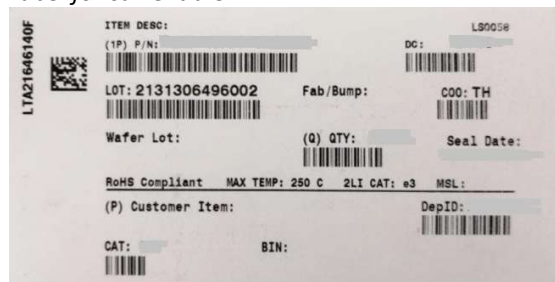 LTA21646140F
ITEM DESC:
LS0058
(1P) P/N:
DC:
LOT: 2131306496002
Fab/Bump:
COO: TH
Wafer Lot:
(Q) QTY:
Seal Date:
RoHS Compliant MAX TEMP: 250 C 2LI CAT: e3 MSL:
(P) Customer Item:
DepID:
CAT:
BIN: